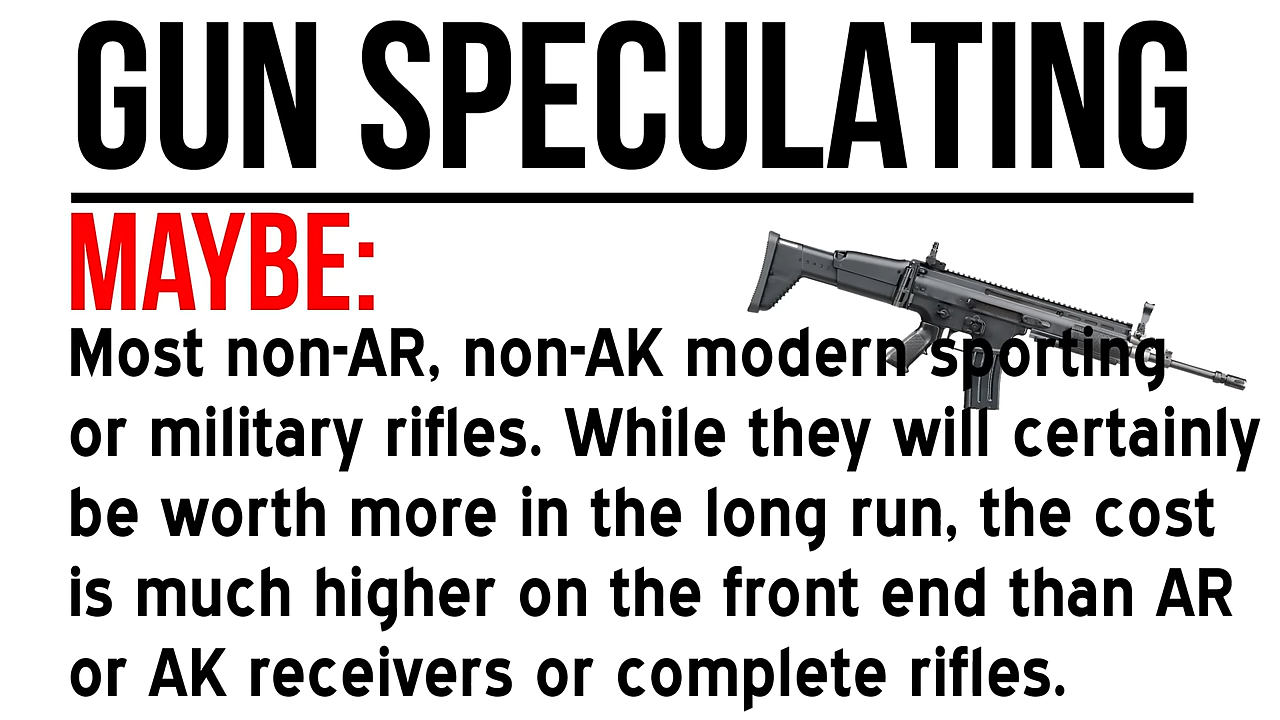 GUN SPECULATING
MAYBE:
Most non-AR, non-AK modern sporting
or military rifles. While they will certainly
be worth more in the long run, the cost
is much higher on the front end than AR
or AK receivers or complete rifles.